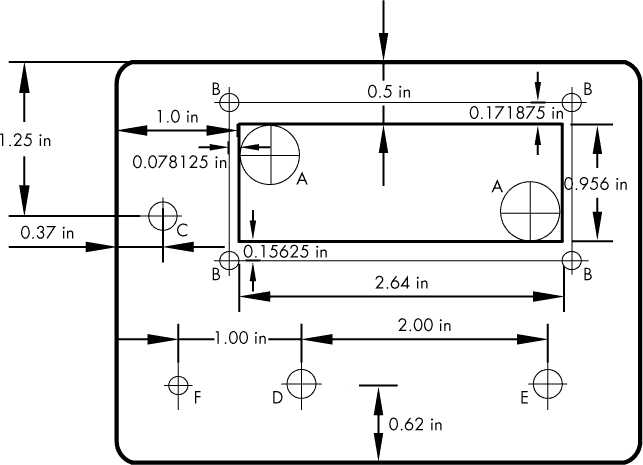 B
0.5 in
B
1.0 in
0.171875 in
1.25 in
0.078125 in
A
A
0.956 in
C
0.37 in
0.15625 in
B
B
2.64 in
1.00 in
2.00 in
F
D
E
0.62 in